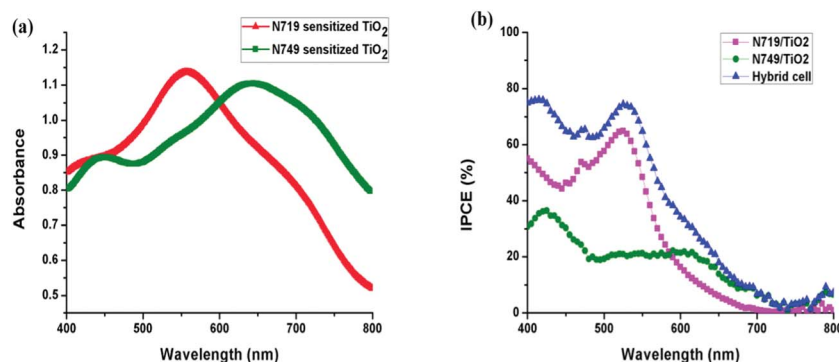 (a)
N719 sensitized TiO2
N749 sensitized TiO2
Absorbance
1.2
1.1
1.0
0.9
0.8
0.7
0.6
0.5
400 500 600 700 800
Wavelength (nm)
(b)
N719/TiO2
N749/TiO2
Hybrid cell
IPCE (%)
100
80
60
40
20
0
400 500 600 700 800
Wavelength (nm)